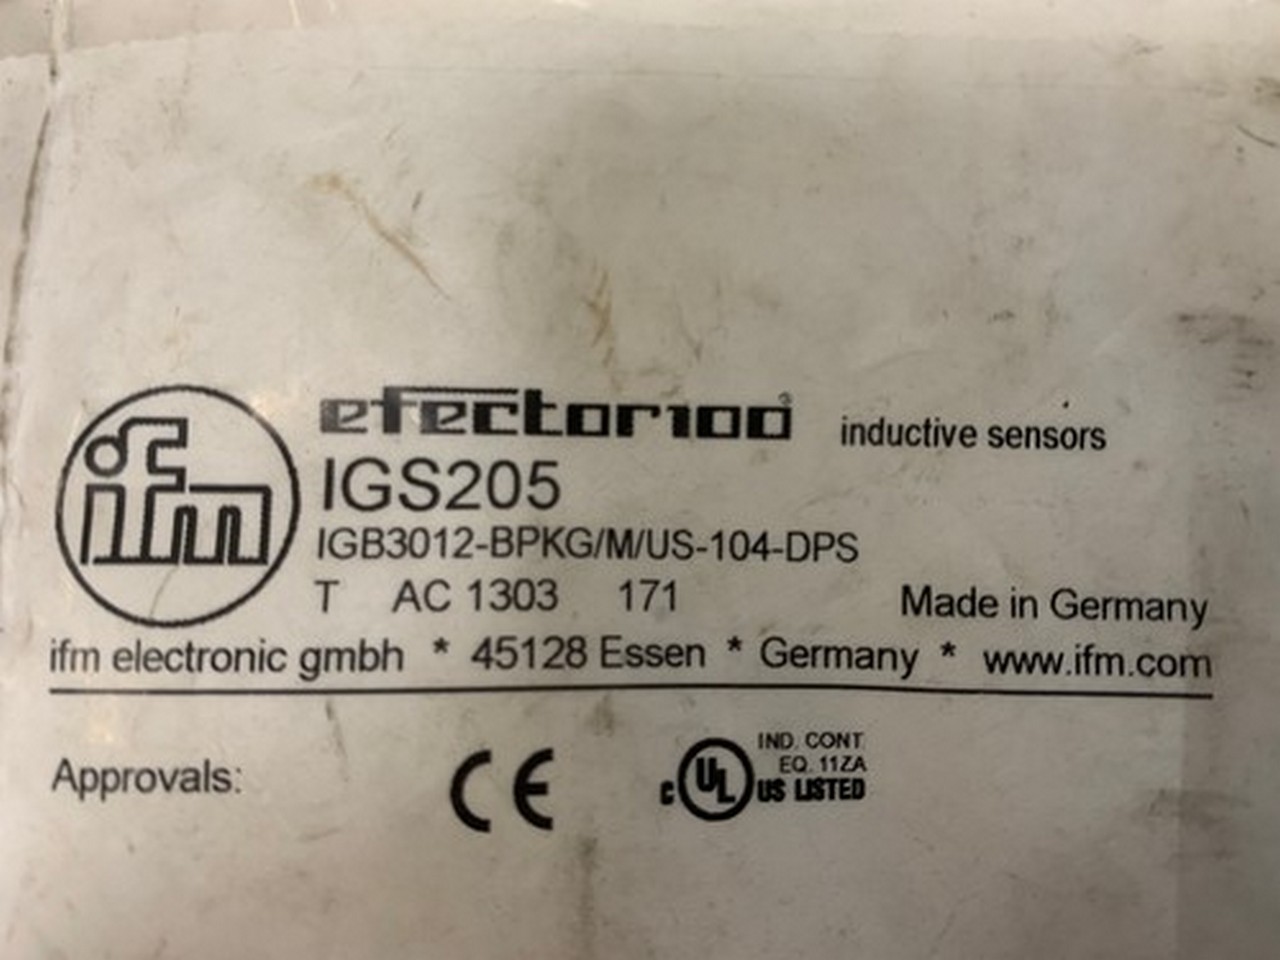 ifm
efector100® inductive sensors
IGS205
IGB3012-BPKG/M/US-104-DPS
T AC 1303 171 Made in Germany
ifm electronic gmbh * 45128 Essen * Germany * www.ifm.com
Approvals: CE c UL US LISTED
IND. CONT.
EQ. 11ZA